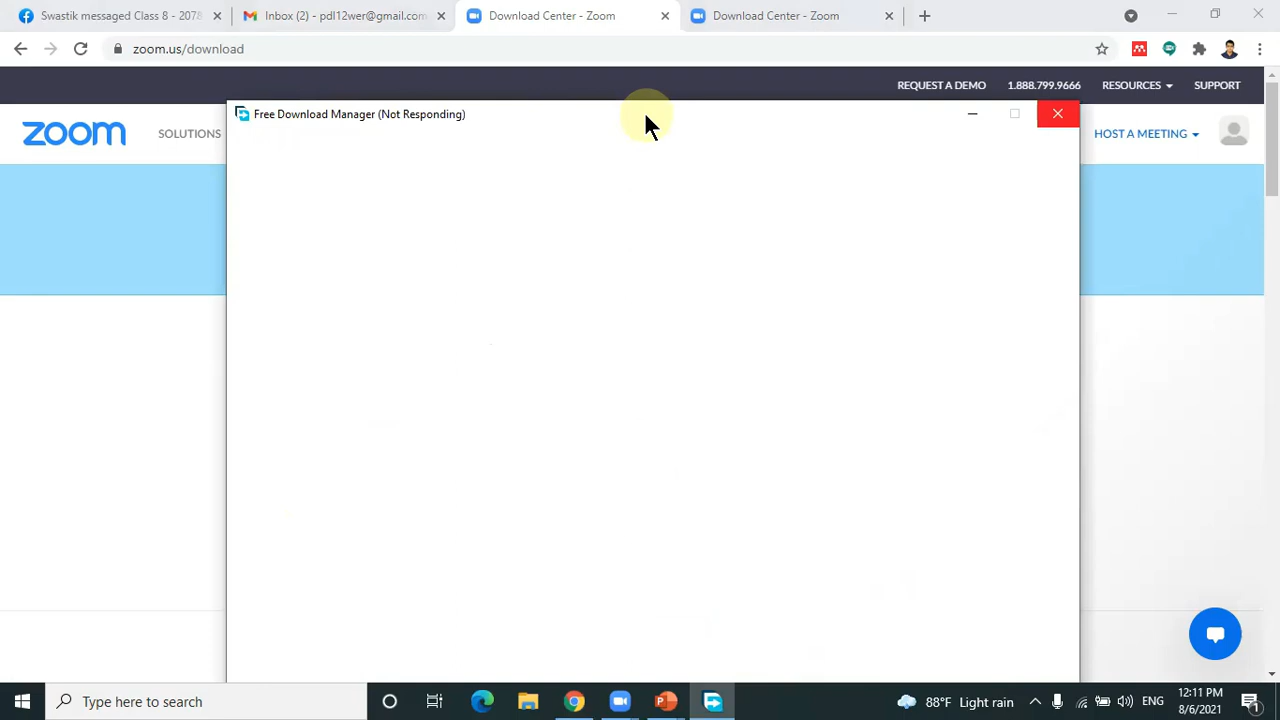 Swastik messaged Class 8 - 2078
Inbox (2) - pdl12wer@gmail.com
Download Center - Zoom
Download Center - Zoom
zoom.us/download
REQUEST A DEMO
1.888.799.9666
RESOURCES
SUPPORT
Free Download Manager (Not Responding)
zoom
SOLUTIONS
HOST A MEETING
Type here to search
88°F Light rain
ENG
12:11 PM
8/6/2021
1